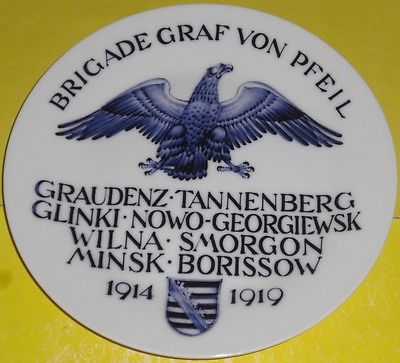 BRIGADE GRAF VON PFEIL
GRAUDENZ · TANNENBERG
GLINKI · NOWO-GEORGIEWSK
WILNA · SMORGON
MINSK · BORISSOW
1914 1919